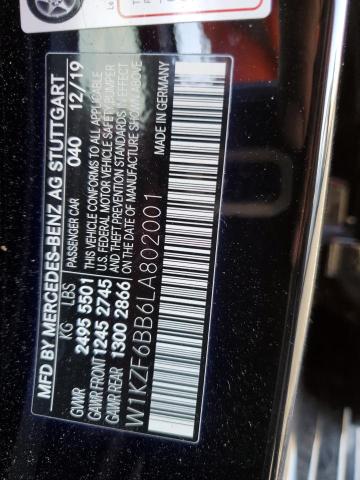 MFD BY MERCEDES-BENZ AG STUTTGART
KG LBS PASSENGER CAR 040 12/19
GVWR 2495 5501 THIS VEHICLE CONFORMS TO ALL APPLICABLE
GAWR FRONT 1245 2745 U.S. FEDERAL MOTOR VEHICLE SAFETY/BUMPER
GAWR REAR 1300 2866 AND THEFT PREVENTION STANDARDS IN EFFECT
ON THE DATE OF MANUFACTURE SHOWN ABOVE
W1KZF6BB6LA802001 MADE IN GERMANY